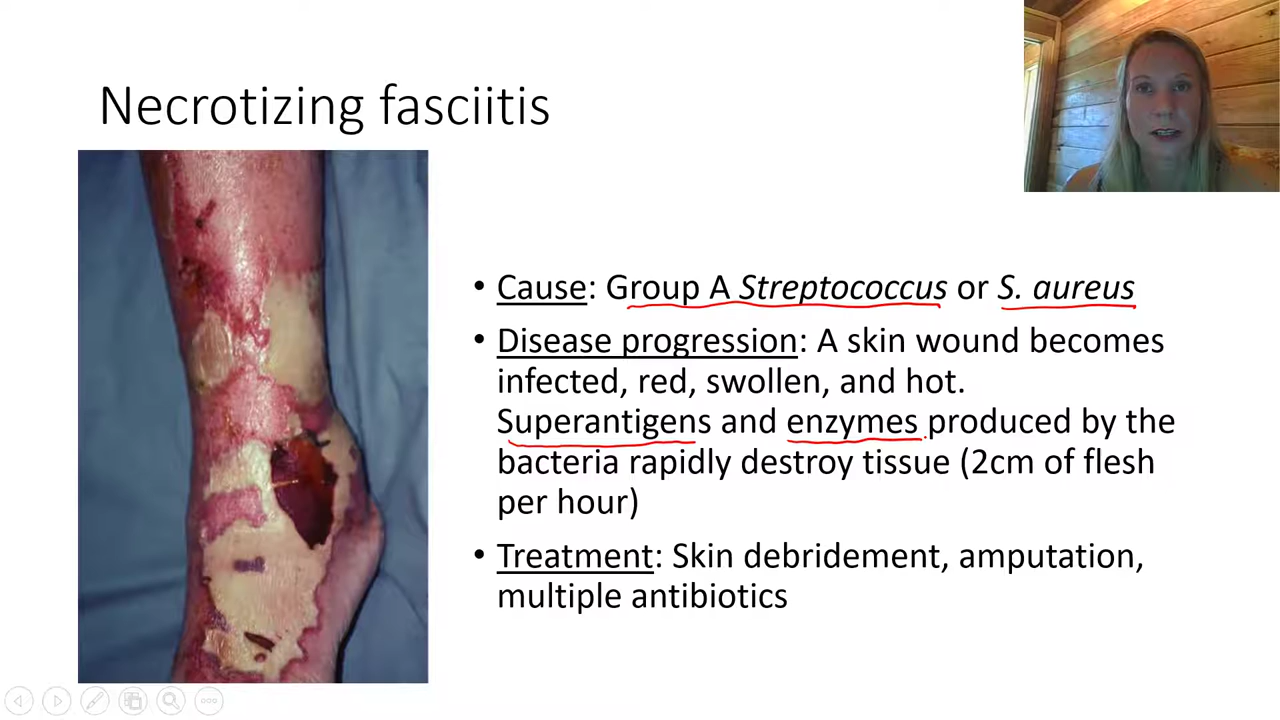 Necrotizing fasciitis
• Cause: Group A Streptococcus or S. aureus
• Disease progression: A skin wound becomes
infected, red, swollen, and hot.
Superantigens and enzymes produced by the
bacteria rapidly destroy tissue (2cm of flesh
per hour)
• Treatment: Skin debridement, amputation,
multiple antibiotics